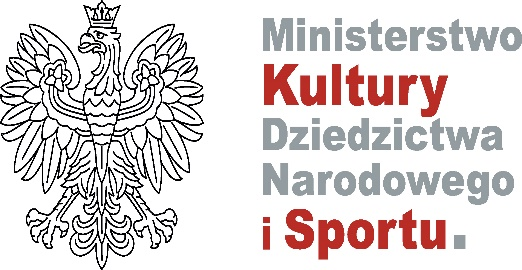 Ministerstwo
Kultury
Dziedzictwa
Narodowego
i Sportu.